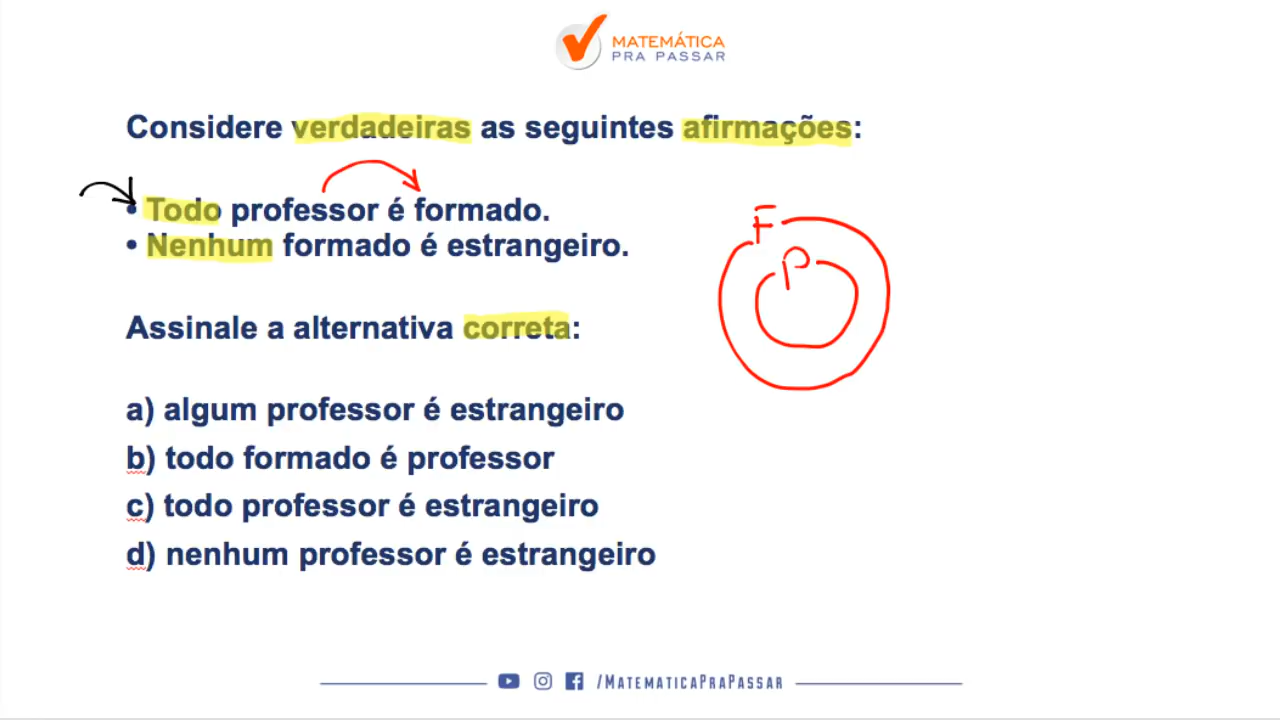 MATEMÁTICA
PRA PASSAR
Considere verdadeiras as seguintes afirmações:
• Todo professor é formado.
• Nenhum formado é estrangeiro.
F
P
Assinale a alternativa correta:
a) algum professor é estrangeiro
b) todo formado é professor
c) todo professor é estrangeiro
d) nenhum professor é estrangeiro
/MATEMATICAPRAPASSAR